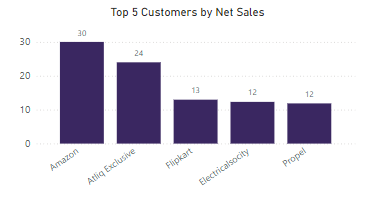 Top 5 Customers by Net Sales
30
30
24
20
13
12
12
10
0
Amazon
Atliq Exclusive
Flipkart
Electricalsocity
Propel